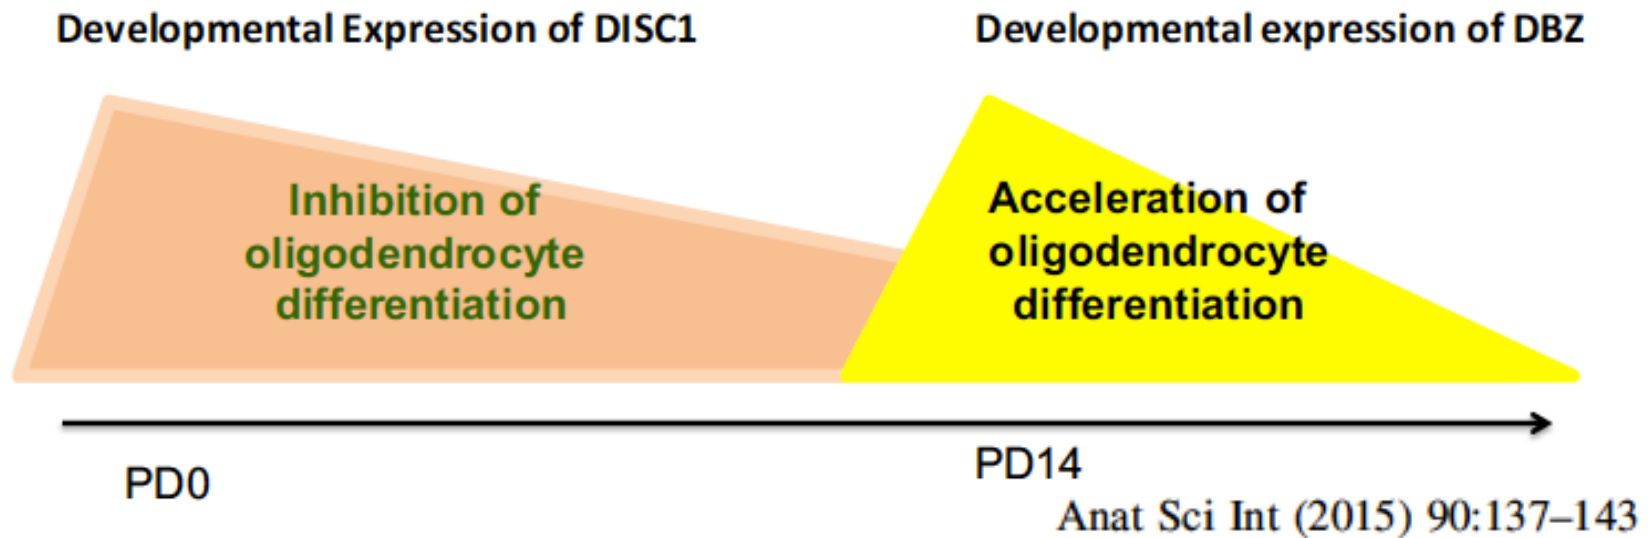 Developmental Expression of DISC1
Developmental expression of DBZ
Inhibition of
oligodendrocyte
differentiation
Acceleration of
oligodendrocyte
differentiation
PD0
PD14
Anat Sci Int (2015) 90:137–143